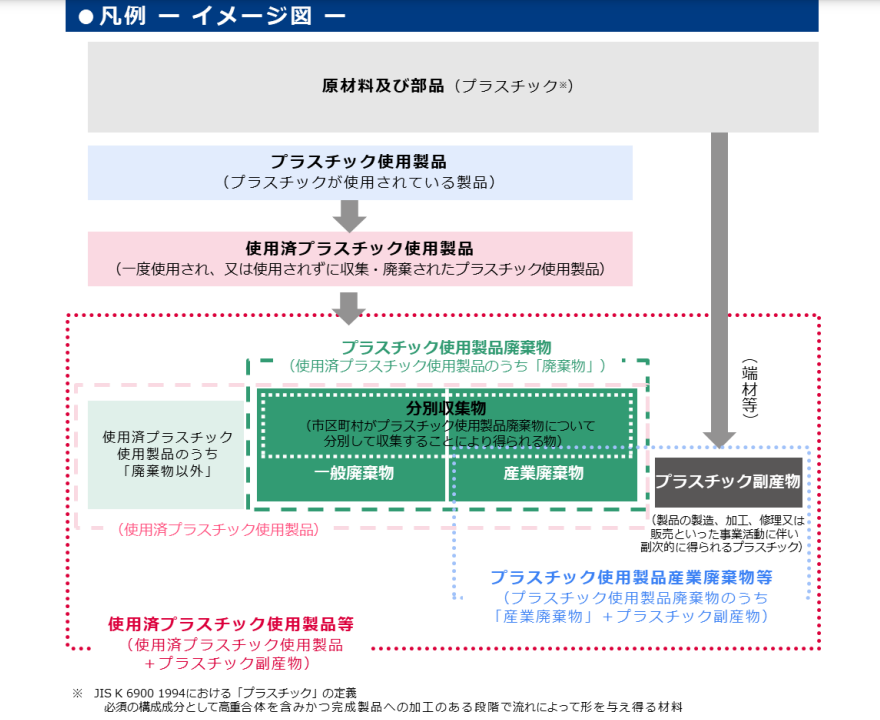 ●凡例 ー イメージ図 ー
原材料及び部品（プラスチック※）
プラスチック使用製品
（プラスチックが使用されている製品）
使用済プラスチック使用製品
（一度使用され、又は使用されずに収集・廃棄されたプラスチック使用製品）
プラスチック使用製品廃棄物
（使用済プラスチック使用製品のうち「廃棄物」）
（端材等）
分別収集物
（市区町村がプラスチック使用製品廃棄物について
分別して収集することにより得られる物）
使用済プラスチック
使用製品のうち
「廃棄物以外」
一般廃棄物
産業廃棄物
プラスチック副産物
（使用済プラスチック使用製品）
（製品の製造、加工、修理又は
販売といった事業活動に伴い
副次的に得られるプラスチック）
プラスチック使用製品産業廃棄物等
（プラスチック使用製品廃棄物のうち
「産業廃棄物」＋プラスチック副産物）
使用済プラスチック使用製品等
（使用済プラスチック使用製品
＋プラスチック副産物）
※ JIS K 6900 1994における「プラスチック」の定義
必須の構成成分として高重合体を含みかつ完成製品への加工のある段階で流れによって形を与え得る材料